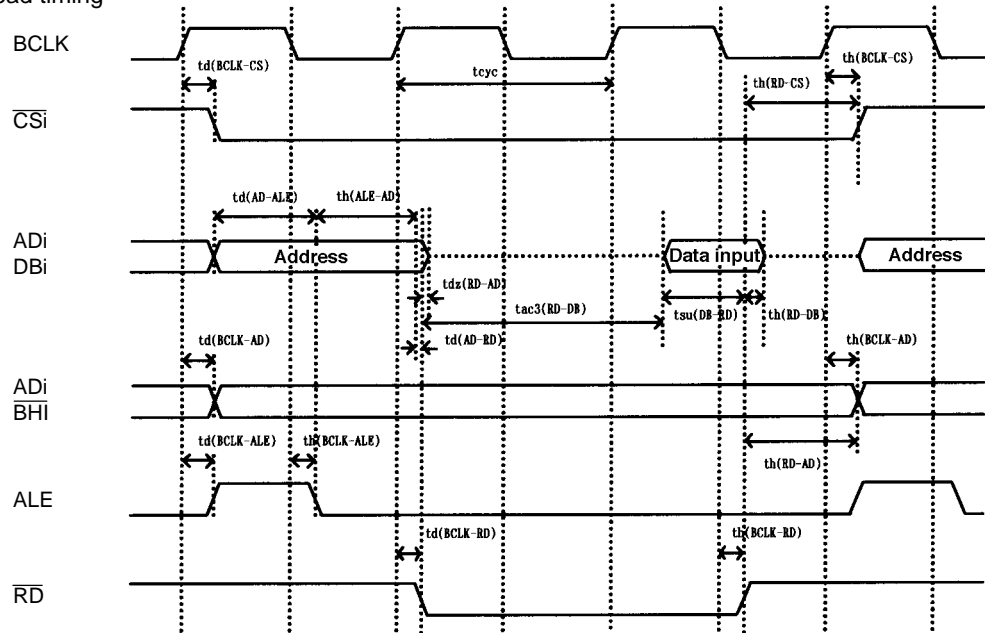 ad timing
BCLK
td(BCLK-CS)
tcyc
th(BCLK-CS)
th(RD-CS)
CSi
td(AD-ALE)
th(ALE-AD)
ADi
DBi
Address
Data input
Address
tdz(RD-AD)
tac3(RD-DB)
tsu(DB-RD)
th(RD-DB)
td(AD-RD)
td(BCLK-AD)
th(BCLK-AD)
ADi
BHI
td(BCLK-ALE)
th(BCLK-ALE)
th(RD-AD)
ALE
td(BCLK-RD)
th(BCLK-RD)
RD